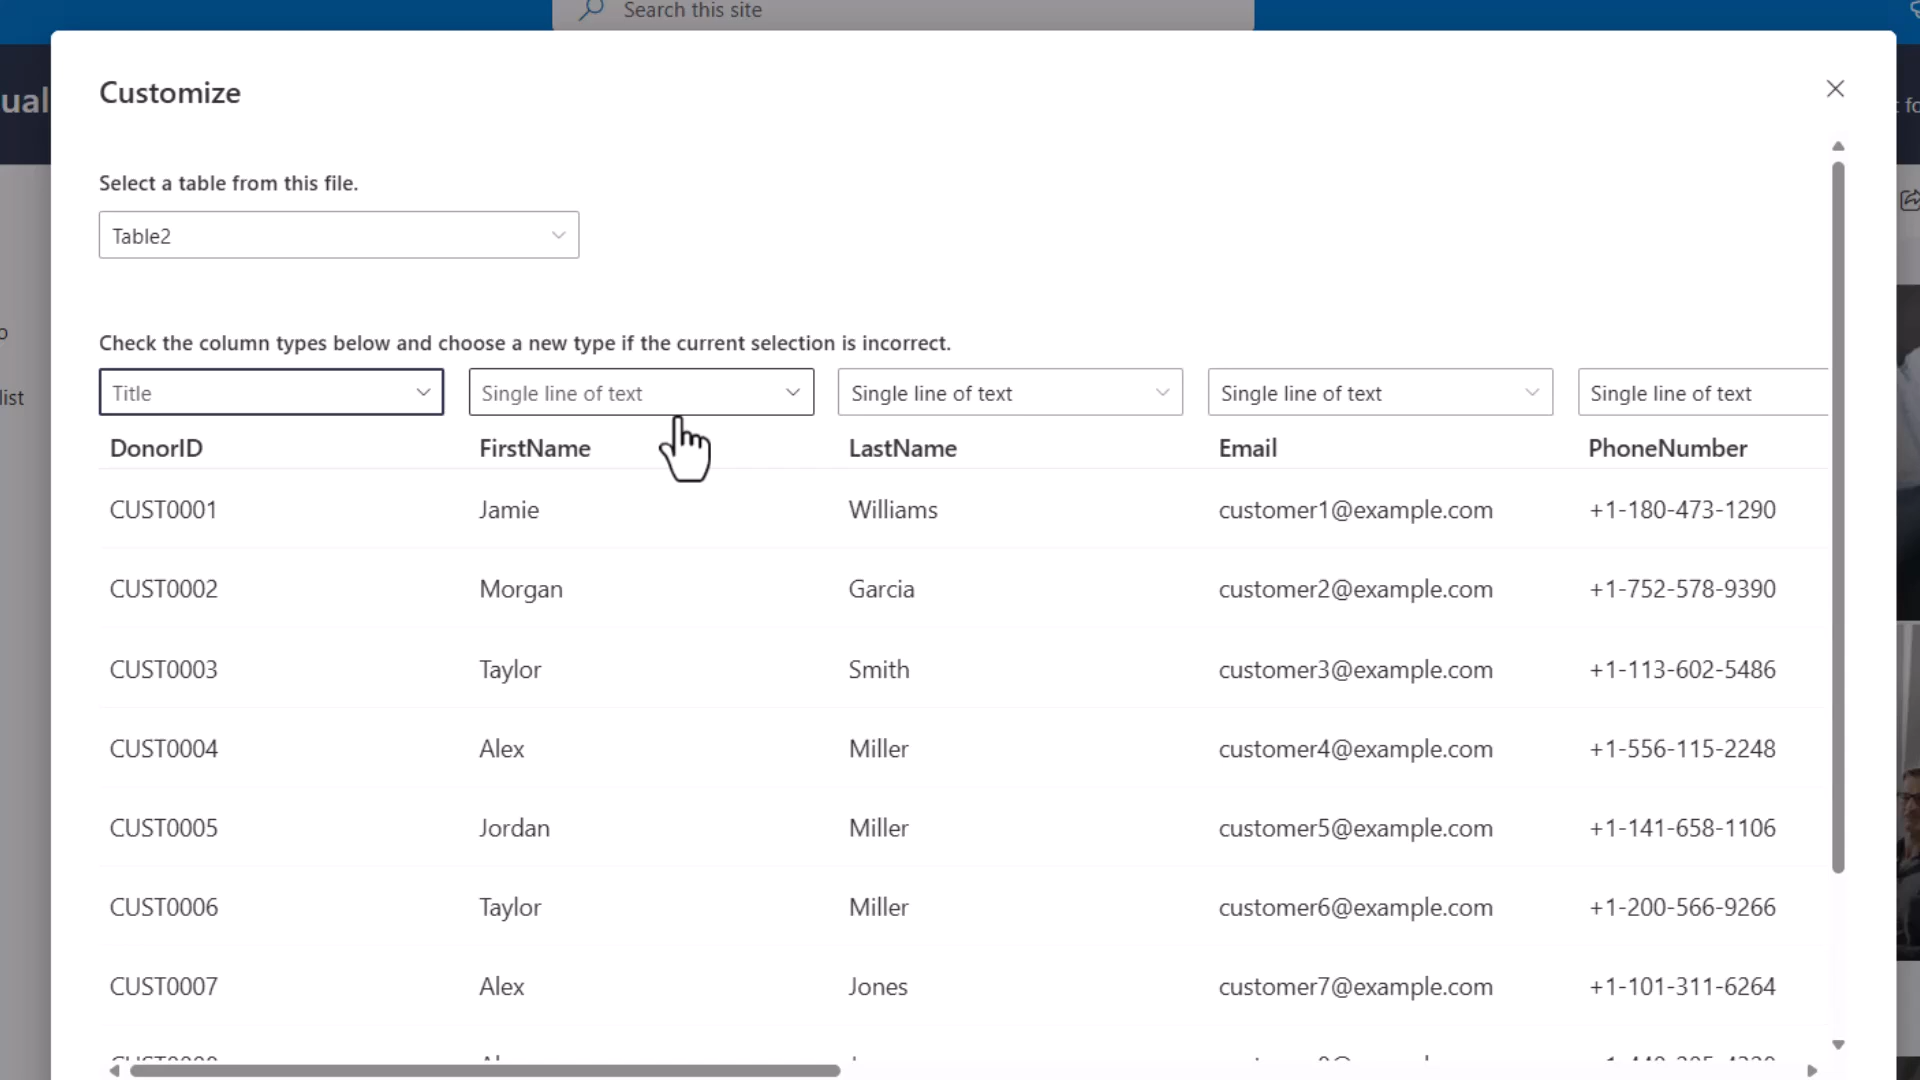 Search this site
ual
Customize
t fo
Select a table from this file.
Table2
Check the column types below and choose a new type if the current selection is incorrect.
list
Title Single line of text Single line of text Single line of text Single line of text
DonorID FirstName LastName Email PhoneNumber
CUST0001 Jamie Williams customer1@example.com +1-180-473-1290
CUST0002 Morgan Garcia customer2@example.com +1-752-578-9390
CUST0003 Taylor Smith customer3@example.com +1-113-602-5486
CUST0004 Alex Miller customer4@example.com +1-556-115-2248
CUST0005 Jordan Miller customer5@example.com +1-141-658-1106
CUST0006 Taylor Miller customer6@example.com +1-200-566-9266
CUST0007 Alex Jones customer7@example.com +1-101-311-6264